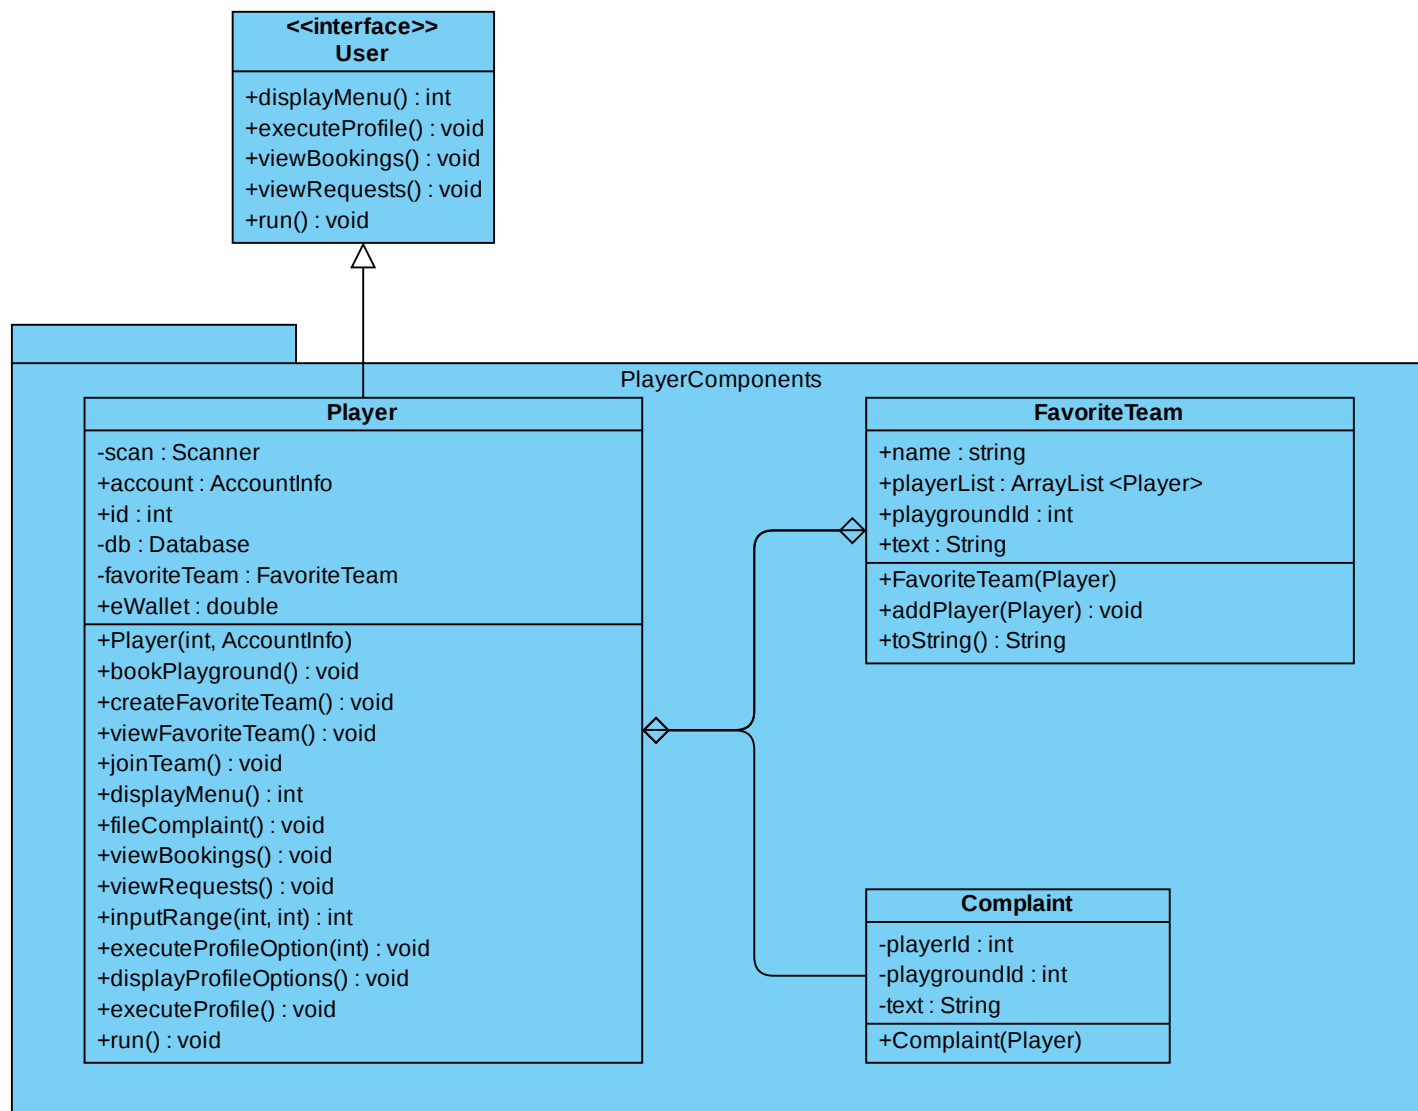 <<interface>>
User
+displayMenu() : int
+executeProfile() : void
+viewBookings() : void
+viewRequests() : void
+run() : void
PlayerComponents
Player
-scan : Scanner
+account : AccountInfo
+id : int
-db : Database
-favoriteTeam : FavoriteTeam
+eWallet : double
+Player(int, AccountInfo)
+bookPlayground() : void
+createFavoriteTeam() : void
+viewFavoriteTeam() : void
+joinTeam() : void
+displayMenu() : int
+fileComplaint() : void
+viewBookings() : void
+viewRequests() : void
+inputRange(int, int) : int
+executeProfileOption(int) : void
+displayProfileOptions() : void
+executeProfile() : void
+run() : void
FavoriteTeam
+name : string
+playerList : ArrayList <Player>
+playgroundId : int
+text : String
+FavoriteTeam(Player)
+addPlayer(Player) : void
+toString() : String
Complaint
-playerId : int
-playgroundId : int
-text : String
+Complaint(Player)